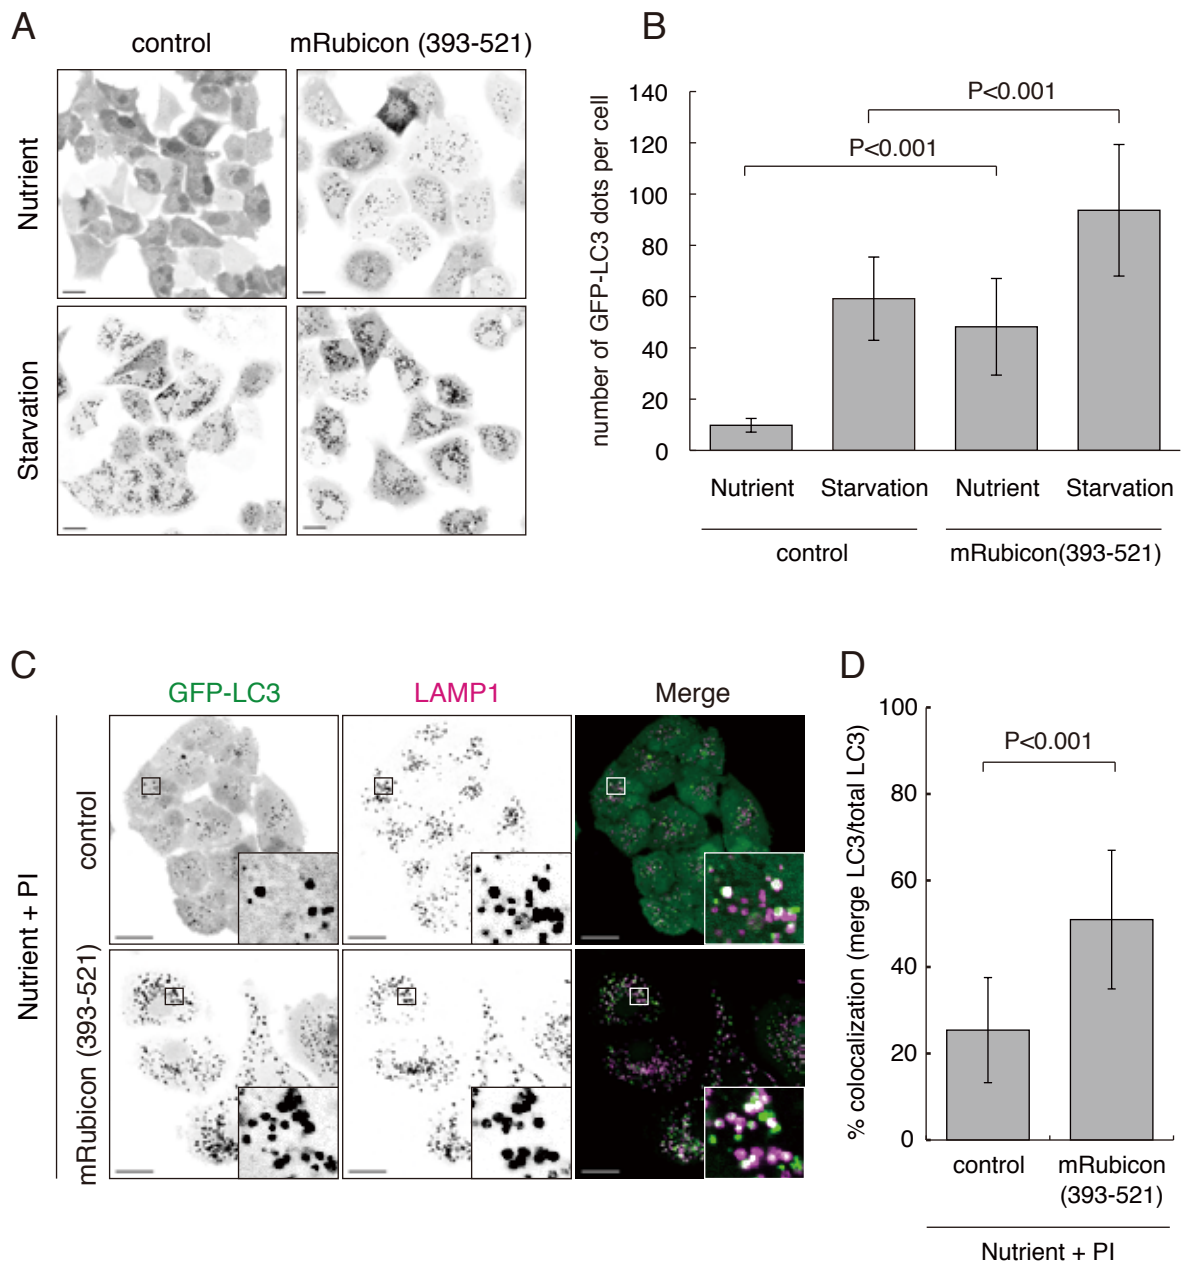 A
control
mRubicon (393-521)
Nutrient
Starvation
B
number of GFP-LC3 dots per cell
140
120
100
80
60
40
20
0
P<0.001
P<0.001
Nutrient
Starvation
Nutrient
Starvation
control
mRubicon(393-521)
C
GFP-LC3
LAMP1
Merge
Nutrient + PI
control
mRubicon (393-521)
D
% colocalization (merge LC3/total LC3)
100
80
60
40
20
0
P<0.001
control
mRubicon
(393-521)
Nutrient + PI